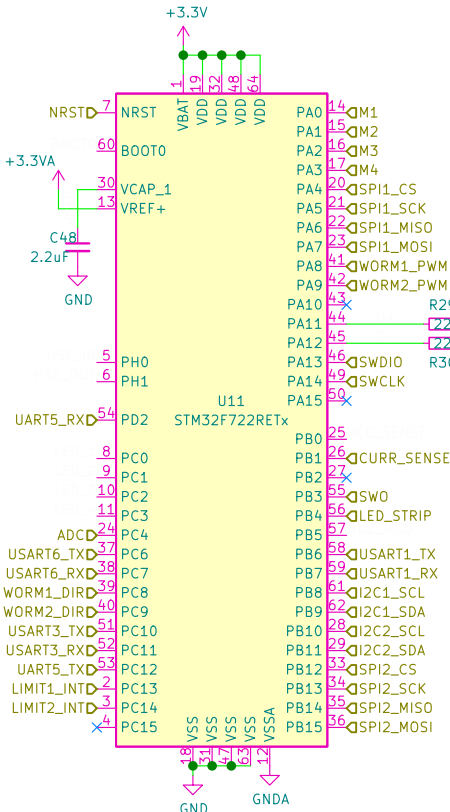 +3.3V
1 19 32 48 64
VBAT VDD VDD VDD VDD
NRST 7 NRST PA0 14 M1
PA1 15 M2
60 BOOT0 PA2 16 M3
+3.3VA PA3 17 M4
30 VCAP_1 PA4 20 SPI1_CS
13 VREF+ PA5 21 SPI1_SCK
PA6 22 SPI1_MISO
C48 PA7 23 SPI1_MOSI
2.2uF PA8 41 WORM1_PWM
PA9 42 WORM2_PWM
GND PA10 43
R29
PA11 44 22
PA12 45 22
5 PH0 PA13 46 SWDIO
R30
6 PH1 PA14 49 SWCLK
U11 PA15 50
UART5_RX 54 PD2 STM32F722RETx
PB0 25
8 PC0 PB1 26 CURR_SENSE
9 PC1 PB2 27
10 PC2 PB3 55 SWO
11 PC3 PB4 56 LED_STRIP
ADC 24 PC4 PB5 57
USART6_TX 37 PC6 PB6 58 USART1_TX
USART6_RX 38 PC7 PB7 59 USART1_RX
WORM1_DIR 39 PC8 PB8 61 I2C1_SCL
WORM2_DIR 40 PC9 PB9 62 I2C1_SDA
USART3_TX 51 PC10 PB10 28 I2C2_SCL
USART3_RX 52 PC11 PB11 29 I2C2_SDA
UART5_TX 53 PC12 PB12 33 SPI2_CS
LIMIT1_INT 2 PC13 PB13 34 SPI2_SCK
LIMIT2_INT 3 PC14 PB14 35 SPI2_MISO
4 PC15 PB15 36 SPI2_MOSI
VSS VSS VSS VSS VSSA
18 31 47 63 12
GND GNDA